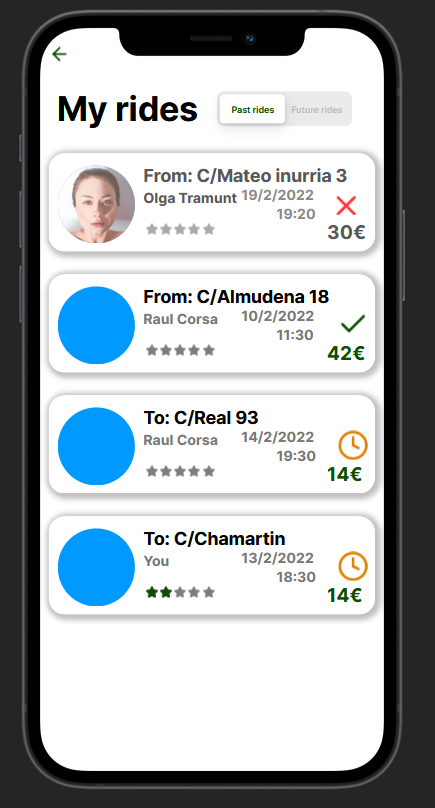 My rides
Past rides Future rides
From: C/Mateo inurria 3
Olga Tramunt 19/2/2022
19:20
30€
From: C/Almudena 18
Raul Corsa 10/2/2022
11:30
42€
To: C/Real 93
Raul Corsa 14/2/2022
19:30
14€
To: C/Chamartin
You 13/2/2022
18:30
14€